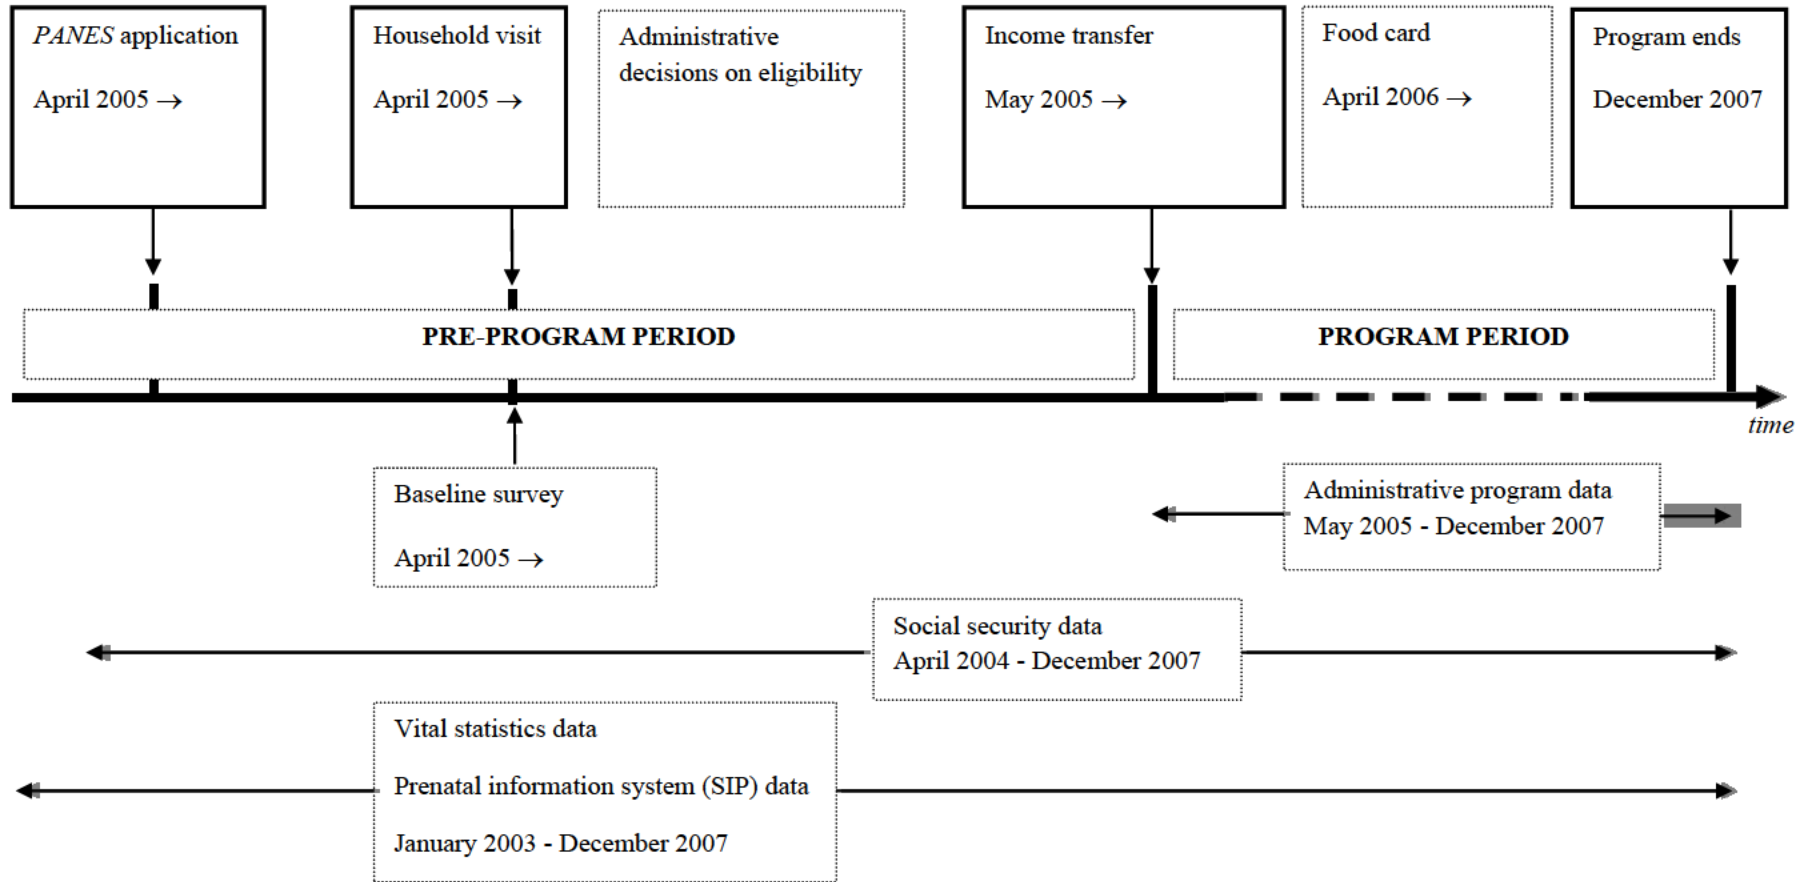 PANES application
April 2005 →
Household visit
April 2005 →
Administrative
decisions on eligibility
Income transfer
May 2005 →
Food card
April 2006 →
Program ends
December 2007
PRE-PROGRAM PERIOD
PROGRAM PERIOD
time
Baseline survey
April 2005 →
Administrative program data
May 2005 - December 2007
Social security data
April 2004 - December 2007
Vital statistics data
Prenatal information system (SIP) data
January 2003 - December 2007